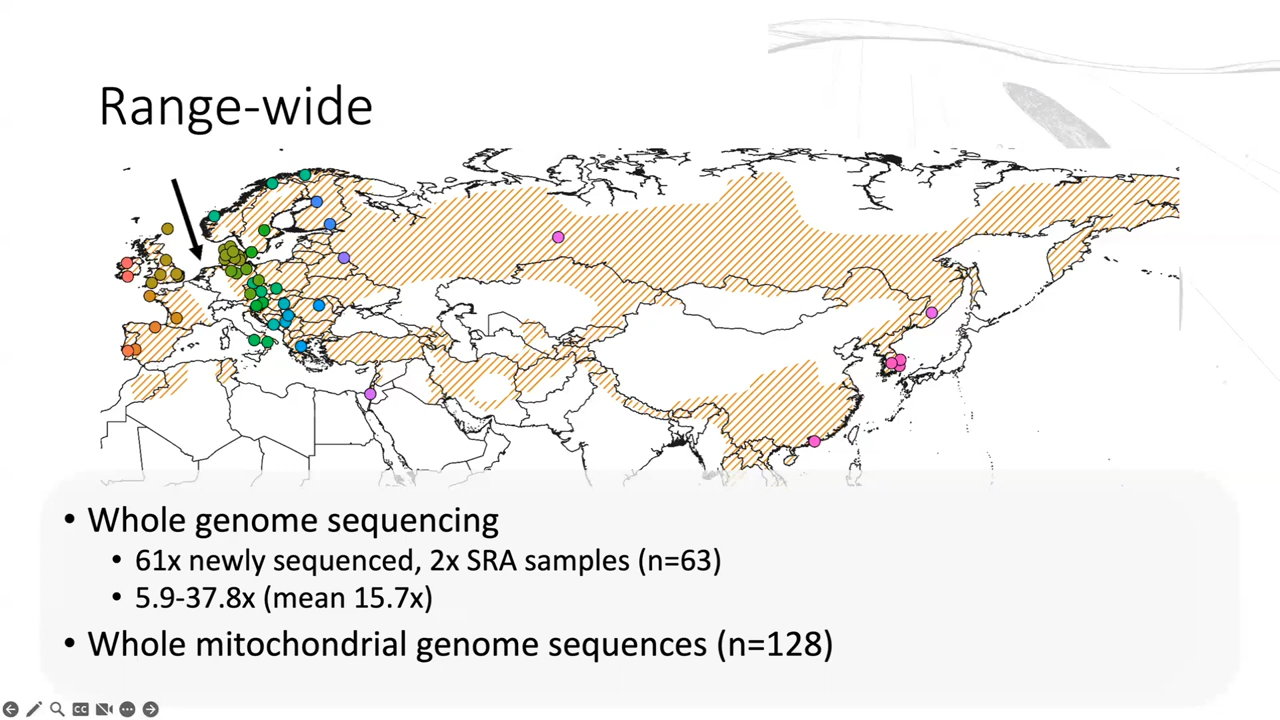 Range-wide
• Whole genome sequencing
• 61x newly sequenced, 2x SRA samples (n=63)
• 5.9-37.8x (mean 15.7x)
• Whole mitochondrial genome sequences (n=128)
CC